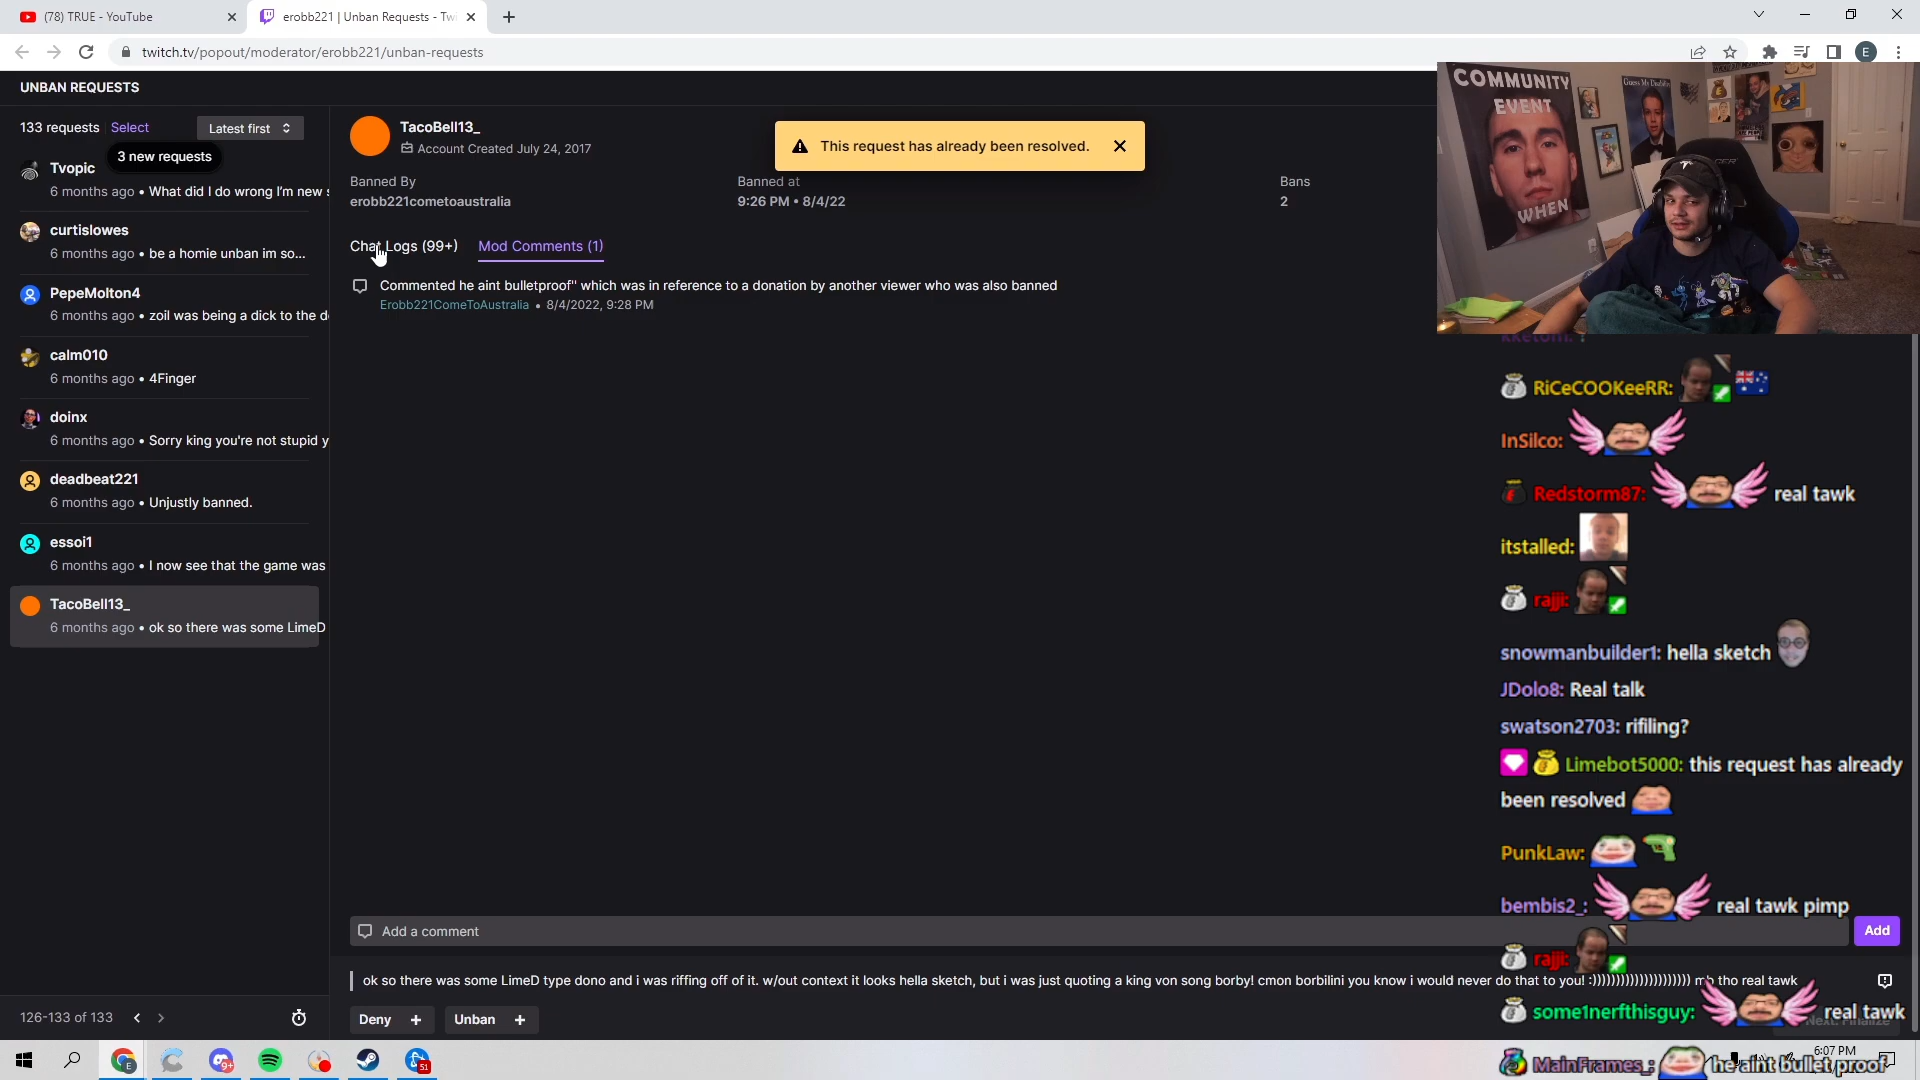 (78) TRUE - YouTube
erobb221 | Unban Requests - Twi
twitch.tv/popout/moderator/erobb221/unban-requests
E
UNBAN REQUESTS
133 requests Select
Latest first
3 new requests
Tvopic
6 months ago • What did I do wrong I'm new s
curtislowes
6 months ago • be a homie unban im so...
PepeMolton4
6 months ago • zoil was being a dick to the d
calm010
6 months ago • 4Finger
doinx
6 months ago • Sorry king you're not stupid y
deadbeat221
6 months ago • Unjustly banned.
essoi1
6 months ago • I now see that the game was
TacoBell13_
6 months ago • ok so there was some LimeD
126-133 of 133
TacoBell13_
Account Created July 24, 2017
This request has already been resolved.
Banned By
erobb221cometoaustralia
Banned at
9:26 PM • 8/4/22
Bans
2
Chat Logs (99+)
Mod Comments (1)
Commented he aint bulletproof" which was in reference to a donation by another viewer who was also banned
Erobb221ComeToAustralia • 8/4/2022, 9:28 PM
COMMUNITY
EVENT
WHEN
RiCeCOOKeeRR:
InSilco:
Redstorm87: real tawk
itstalled:
rajji:
snowmanbuilder1: hella sketch
JDolo8: Real talk
swatson2703: rifiling?
Limebot5000: this request has already
been resolved
PunkLaw:
bembis2_: real tawk pimp
rajji:
some1nerfthisguy: real tawk
MainFrames_: he aint bullet proof
Add a comment
Add
ok so there was some LimeD type dono and i was riffing off of it. w/out context it looks hella sketch, but i was just quoting a king von song borby! cmon borbilini you know i would never do that to you! :))))))))))))))))))))) mb tho real tawk
Deny +
Unban +
Next: Finalize
9+
51
6:07 PM